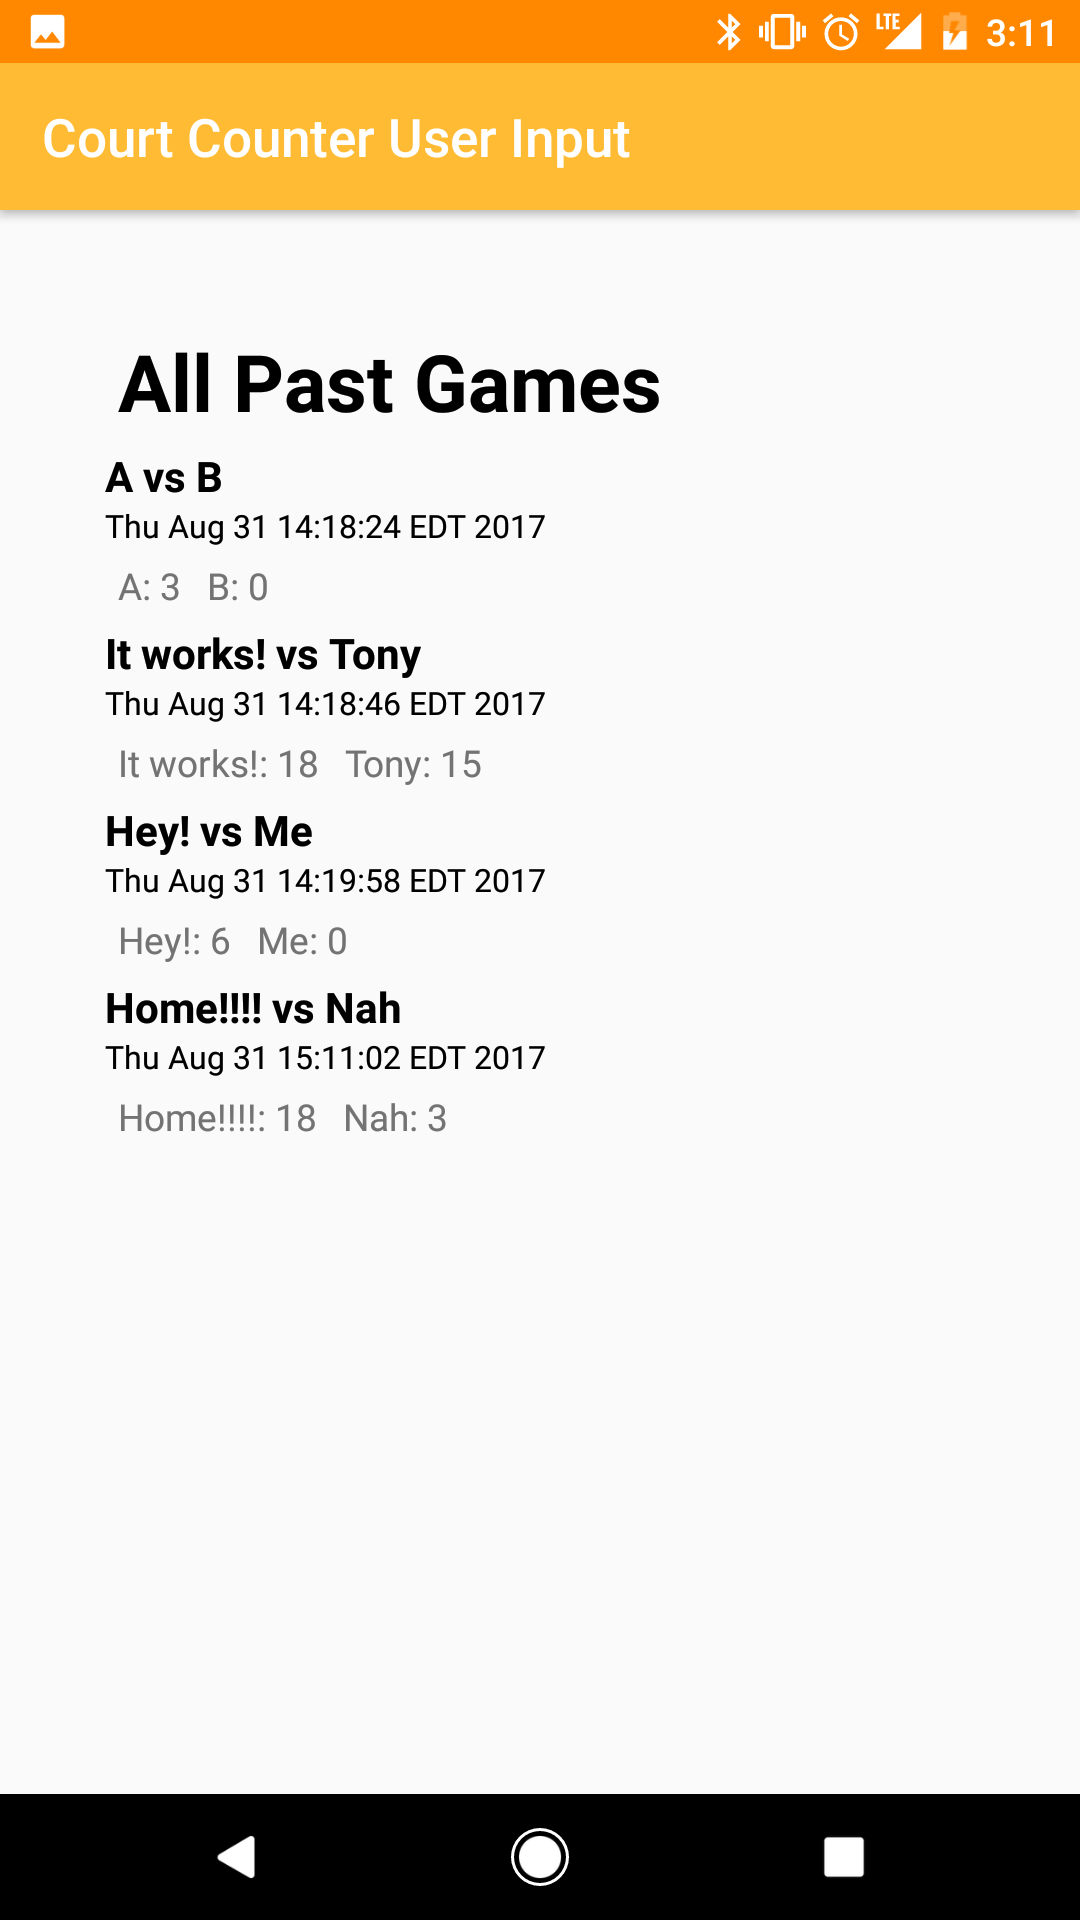 LTE 3:11
Court Counter User Input
All Past Games
A vs B
Thu Aug 31 14:18:24 EDT 2017
A: 3 B: 0
It works! vs Tony
Thu Aug 31 14:18:46 EDT 2017
It works!: 18 Tony: 15
Hey! vs Me
Thu Aug 31 14:19:58 EDT 2017
Hey!: 6 Me: 0
Home!!!! vs Nah
Thu Aug 31 15:11:02 EDT 2017
Home!!!!: 18 Nah: 3